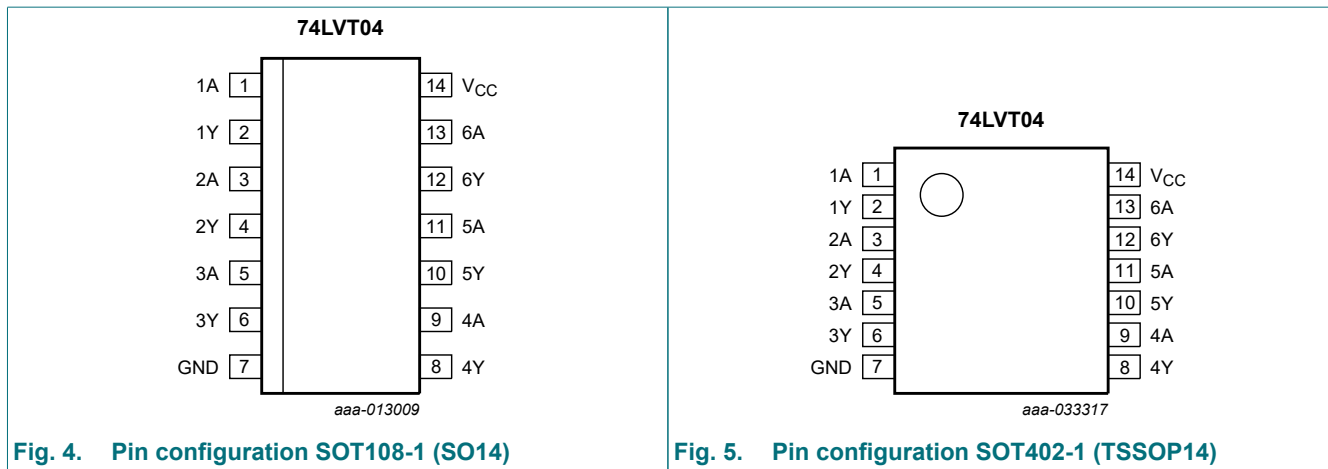 74LVT04
1A 1 14 VCC
1Y 2 13 6A
2A 3 12 6Y
2Y 4 11 5A
3A 5 10 5Y
3Y 6 9 4A
GND 7 8 4Y
aaa-013009
Fig. 4. Pin configuration SOT108-1 (SO14)
74LVT04
1A 1 14 VCC
1Y 2 13 6A
2A 3 12 6Y
2Y 4 11 5A
3A 5 10 5Y
3Y 6 9 4A
GND 7 8 4Y
aaa-033317
Fig. 5. Pin configuration SOT402-1 (TSSOP14)